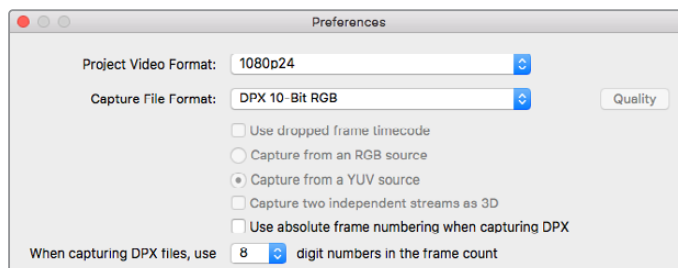 Preferences
Project Video Format: 1080p24
Capture File Format: DPX 10-Bit RGB Quality
Use dropped frame timecode
Capture from an RGB source
Capture from a YUV source
Capture two independent streams as 3D
Use absolute frame numbering when capturing DPX
When capturing DPX files, use 8 digit numbers in the frame count